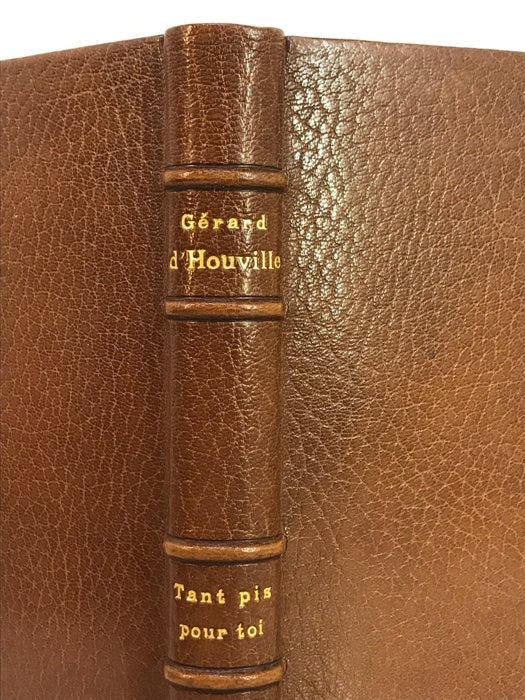 Gérard
d'Houville
Tant pis
pour toi